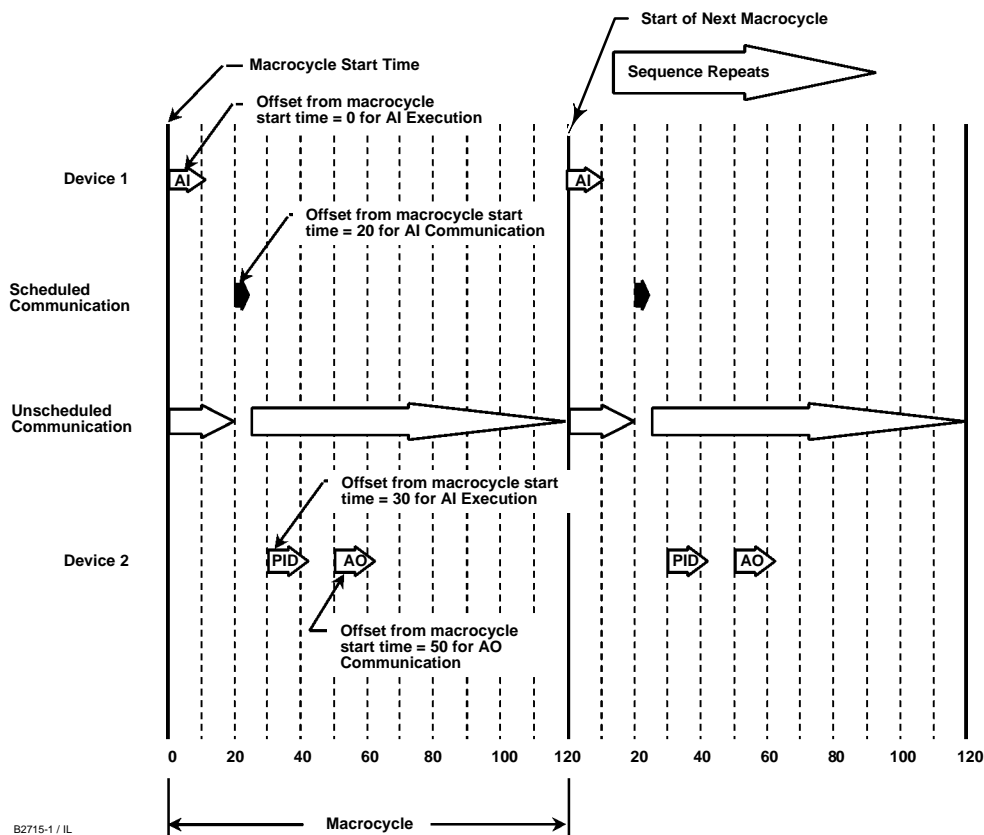 Start of Next Macrocycle
Macrocycle Start Time
Sequence Repeats
Offset from macrocycle
start time = 0 for AI Execution
Device 1
AI
AI
Offset from macrocycle start
time = 20 for AI Communication
Scheduled
Communication
Unscheduled
Communication
Offset from macrocycle start
time = 30 for AI Execution
Device 2
PID
AO
PID
AO
Offset from macrocycle
start time = 50 for AO
Communication
0 20 40 60 80 100 120 20 40 60 80 100 120
Macrocycle
B2715-1 / IL